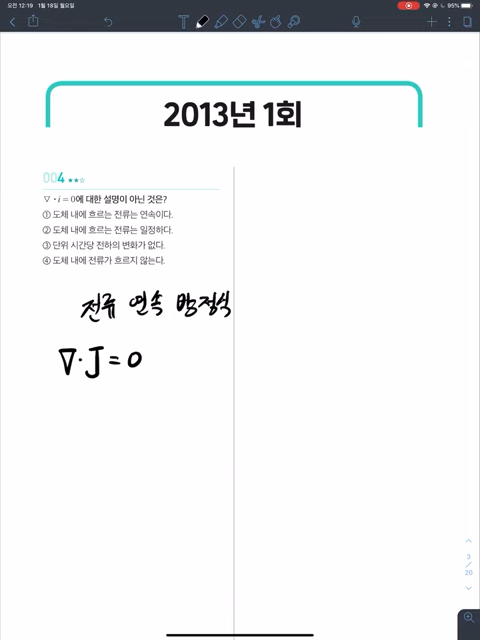 오전 12:19 1월 18일 월요일
95%
2013년 1회
004 ★★☆
∇ · i = 0에 대한 설명이 아닌 것은?
① 도체 내에 흐르는 전류는 연속이다.
② 도체 내에 흐르는 전류는 일정하다.
③ 단위 시간당 전하의 변화가 없다.
④ 도체 내에 전류가 흐르지 않는다.
전류 연속 방정식
∇·J=0
3
/
20